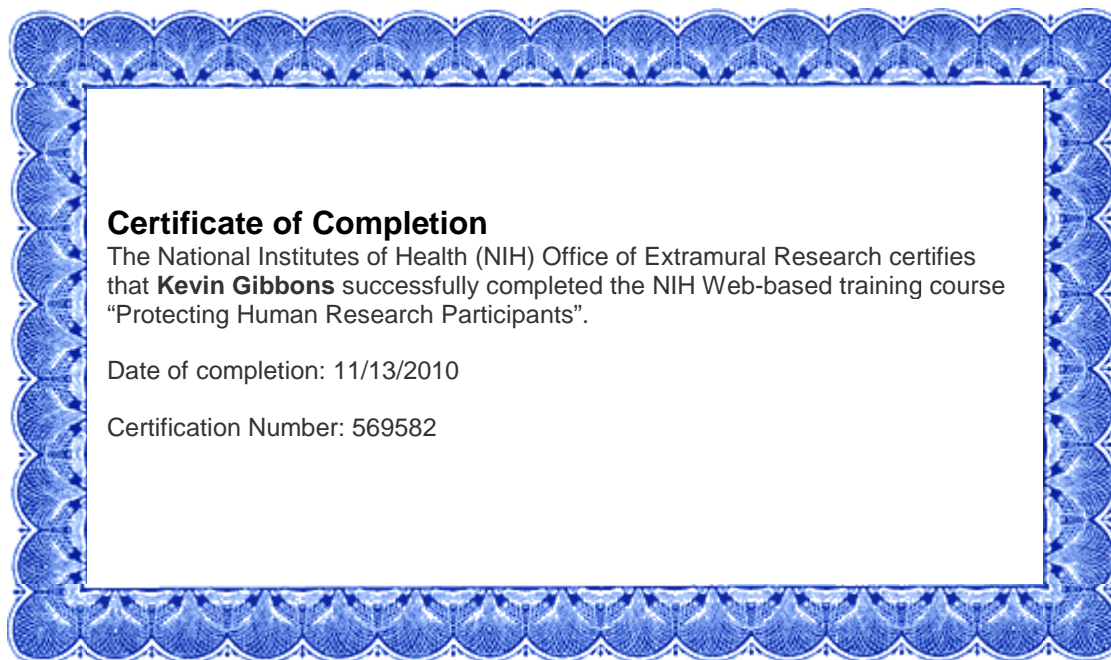 Certificate of Completion
The National Institutes of Health (NIH) Office of Extramural Research certifies
that Kevin Gibbons successfully completed the NIH Web-based training course
“Protecting Human Research Participants”.
Date of completion: 11/13/2010
Certification Number: 569582